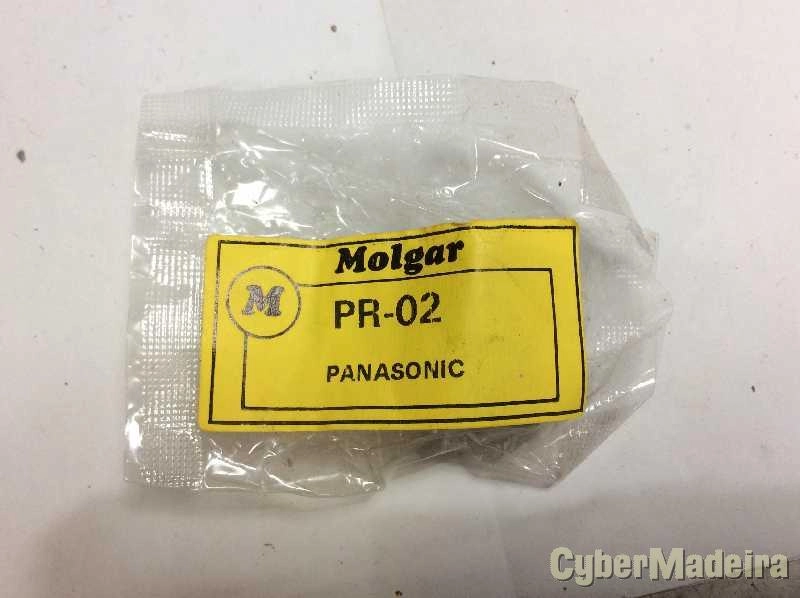 Molgar
M
PR-02
PANASONIC
CyberMadeira